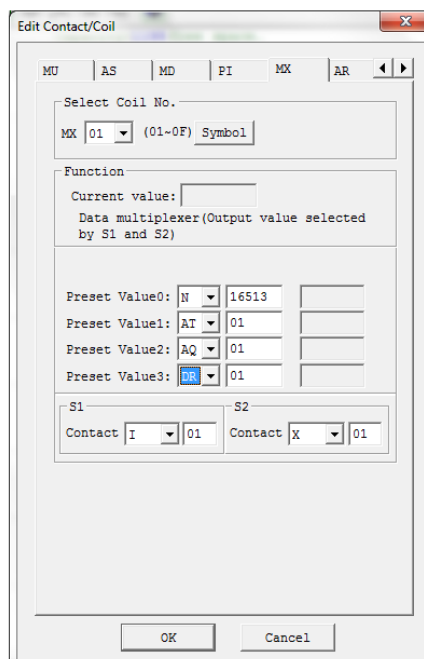 Edit Contact/Coil
MU AS MD PI MX AR
Select Coil No.
MX 01 (01~0F) Symbol
Function
Current value:
Data multiplexer(Output value selected
by S1 and S2)
Preset Value0: N 16513
Preset Value1: AT 01
Preset Value2: AQ 01
Preset Value3: DR 01
S1 S2
Contact I 01 Contact X 01
OK Cancel